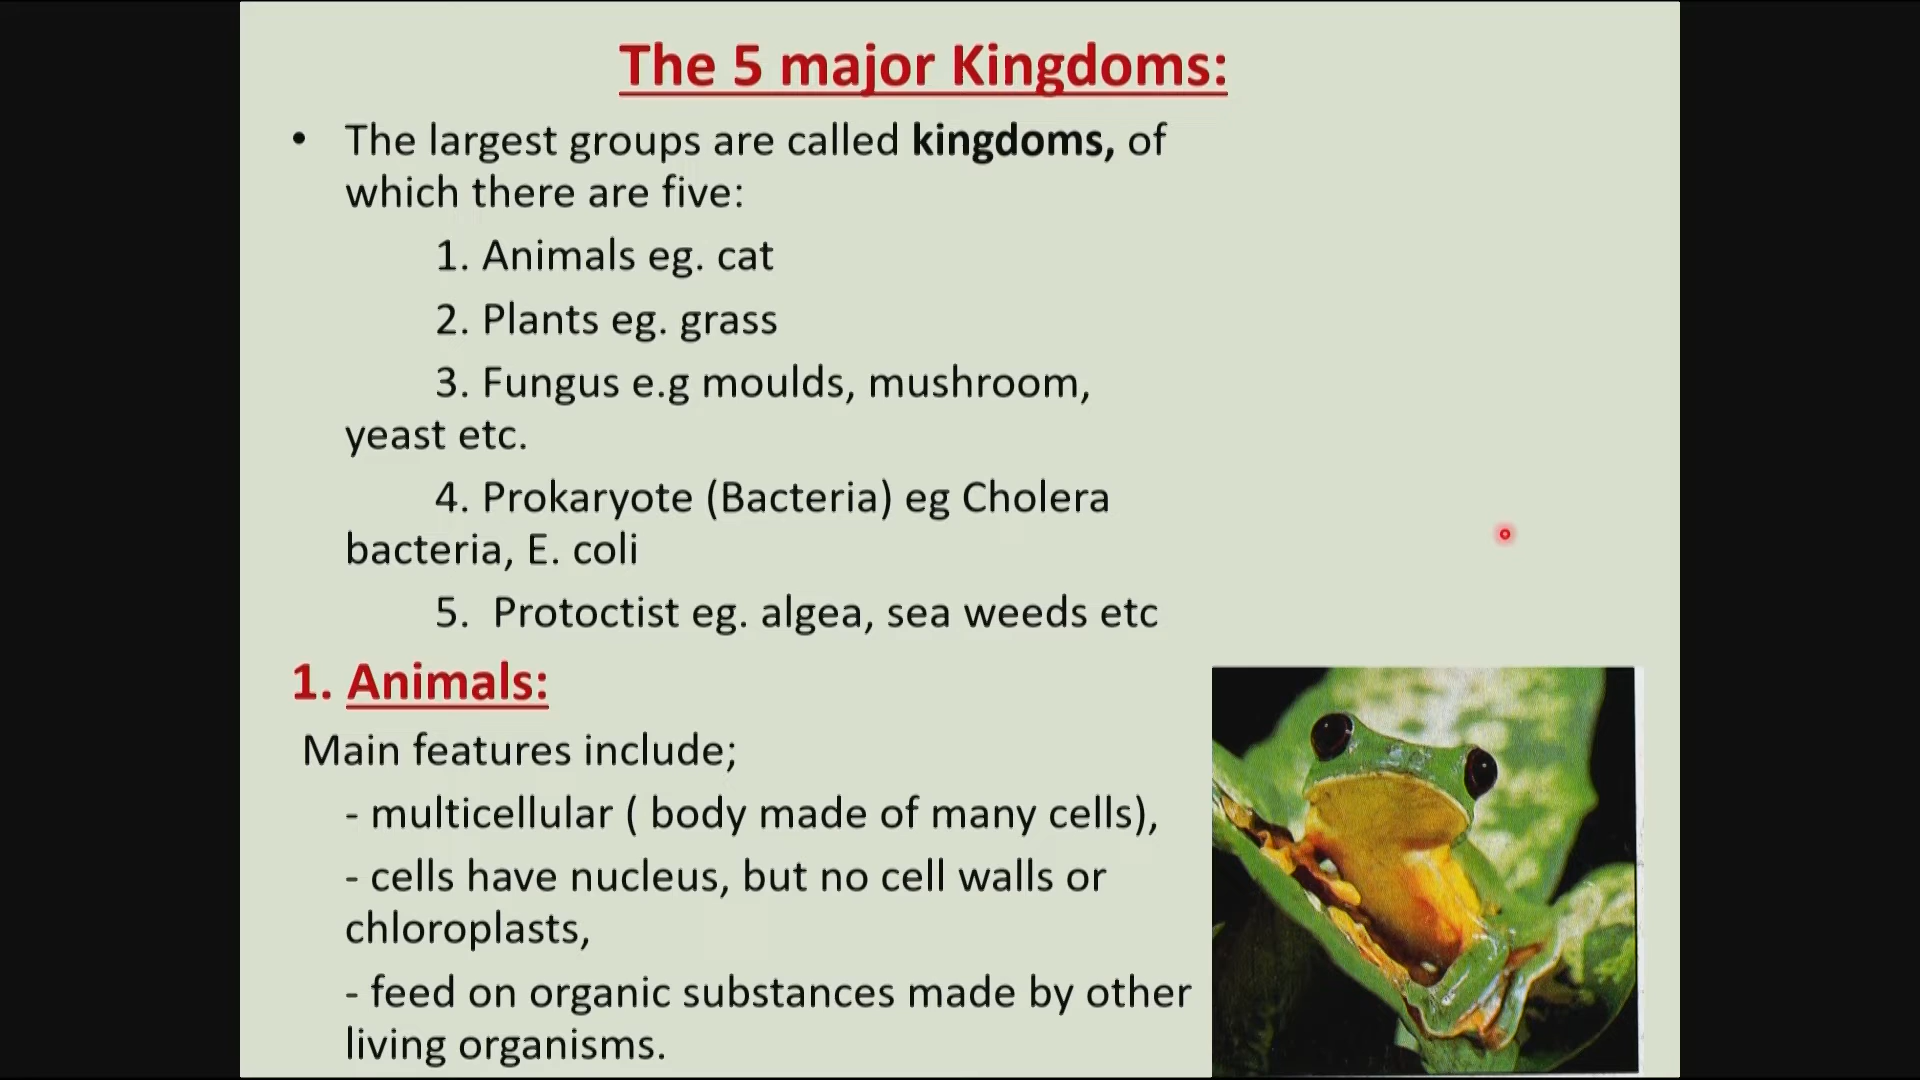 The 5 major Kingdoms:
• The largest groups are called kingdoms, of
which there are five:
1. Animals eg. cat
2. Plants eg. grass
3. Fungus e.g moulds, mushroom,
yeast etc.
4. Prokaryote (Bacteria) eg Cholera
bacteria, E. coli
5. Protoctist eg. algea, sea weeds etc
1. Animals:
Main features include;
- multicellular ( body made of many cells),
- cells have nucleus, but no cell walls or
chloroplasts,
- feed on organic substances made by other
living organisms.